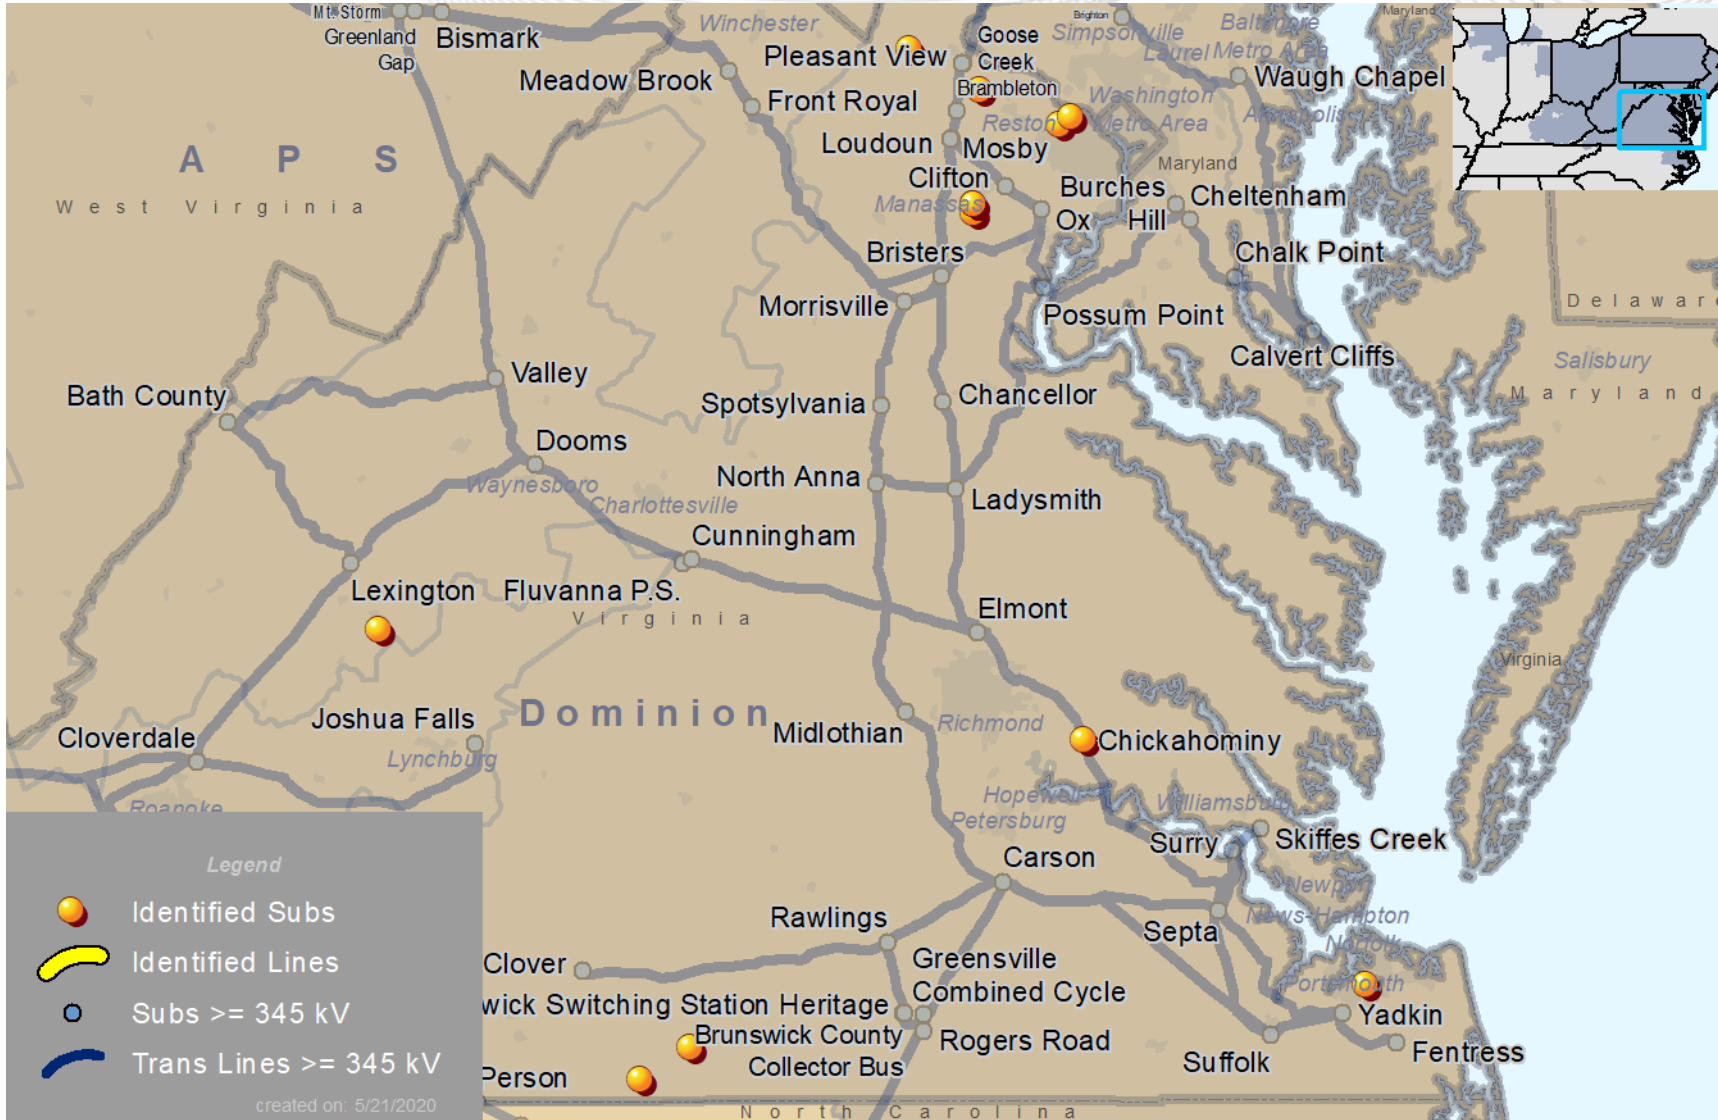 Mt. Storm
Greenland
Gap
Bismark
Winchester
Meadow Brook
Pleasant View
Goose
Creek
Brambleton
Brighton
Simpsonville
Laurel
Baltimore
Metro Area
Maryland
Waugh Chapel
Front Royal
Washington
Metro Area
Annapolis
Reston
Loudoun
Mosby
Maryland
A P S
West Virginia
Clifton
Manassas
Burches
Hill
Ox
Cheltenham
Bristers
Chalk Point
Morrisville
Possum Point
Delaware
Calvert Cliffs
Salisbury
Maryland
Valley
Bath County
Spotsylvania
Chancellor
Dooms
Waynesboro
Charlottesville
North Anna
Ladysmith
Cunningham
Lexington
Fluvanna P.S.
Virginia
Elmont
Virginia
Dominion
Joshua Falls
Lynchburg
Cloverdale
Roanoke
Midlothian
Richmond
Chickahominy
Hopewell
Petersburg
Williamsburg
Surry
Skiffes Creek
Carson
Newport
News-Hampton
Norfolk
Portsmouth
Rawlings
Septa
Clover
Greensville
Combined Cycle
wick Switching Station Heritage
Brunswick County
Collector Bus
Rogers Road
Yadkin
Suffolk
Fentress
Person
North Carolina
Legend
Identified Subs
Identified Lines
Subs >= 345 kV
Trans Lines >= 345 kV
created on: 5/21/2020